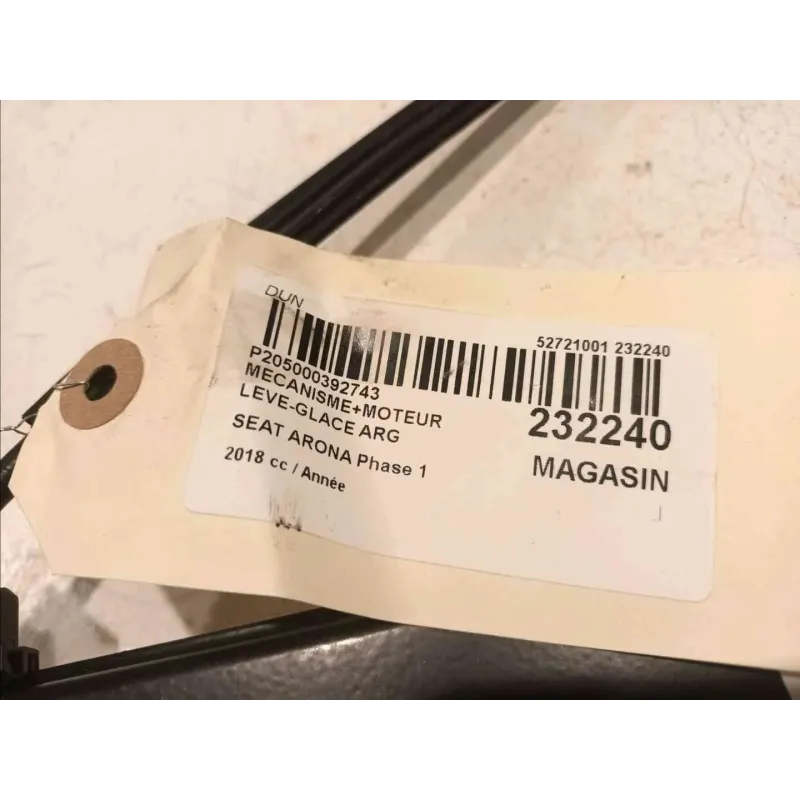 DUN
52721001 232240
P205000392743
MECANISME+MOTEUR
LEVE-GLACE ARG
SEAT ARONA Phase 1
2018 cc / Année
232240
MAGASIN